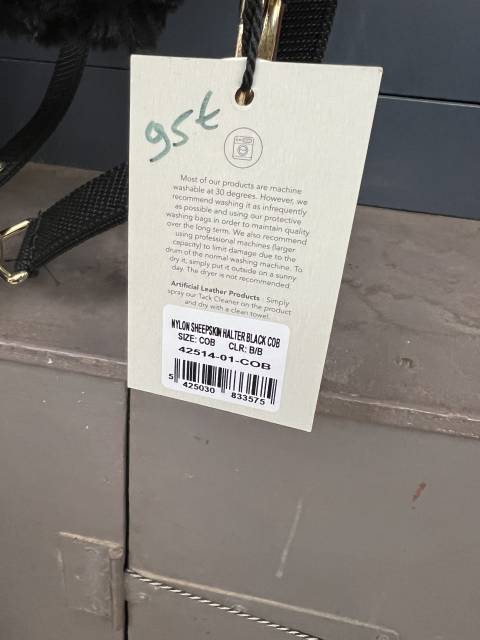 95€
Most of our products are machine
washable at 30 degrees. However, we
recommend washing it as infrequently
as possible and using our protective
washing bags in order to maintain quality
over the long term. We also recommend
using professional machines (larger
capacity) to limit damage due to the
drum of the normal washing machine. To
dry it, simply put it outside on a sunny
day. The dryer is not recommended.
Artificial Leather Products - Simply
spray our Tack Cleaner on the product
and dry with a clean towel.
NYLON SHEEPSKIN HALTER BLACK COB
SIZE: COB CLR: B/B
42514-01-COB
5 425030 833575